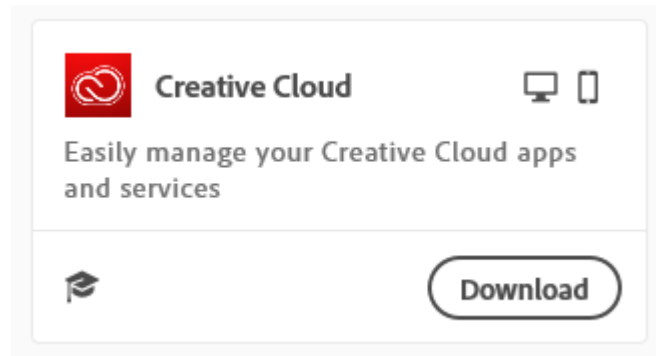 Creative Cloud
Easily manage your Creative Cloud apps
and services
Download